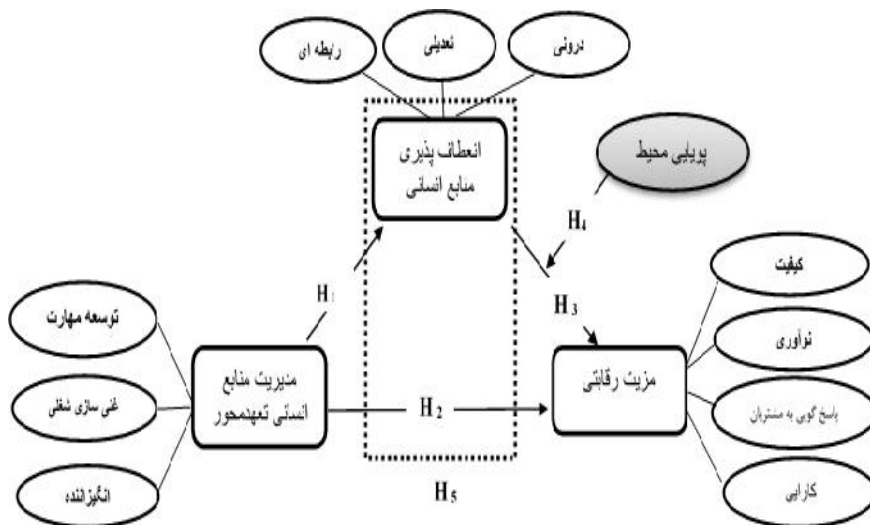 رابطه ای
تعدیلی
درونی
انعطاف پذیری
منابع انسانی
پویایی محیط
H₄
H₁
H₃
کیفیت
توسعه مهارت
نوآوری
مدیریت منابع
انسانی تعهدمحور
مزیت رقابتی
غنی سازی شغلی
H₂
پاسخ گویی به مشتریان
انگیزاننده
کارایی
H₅